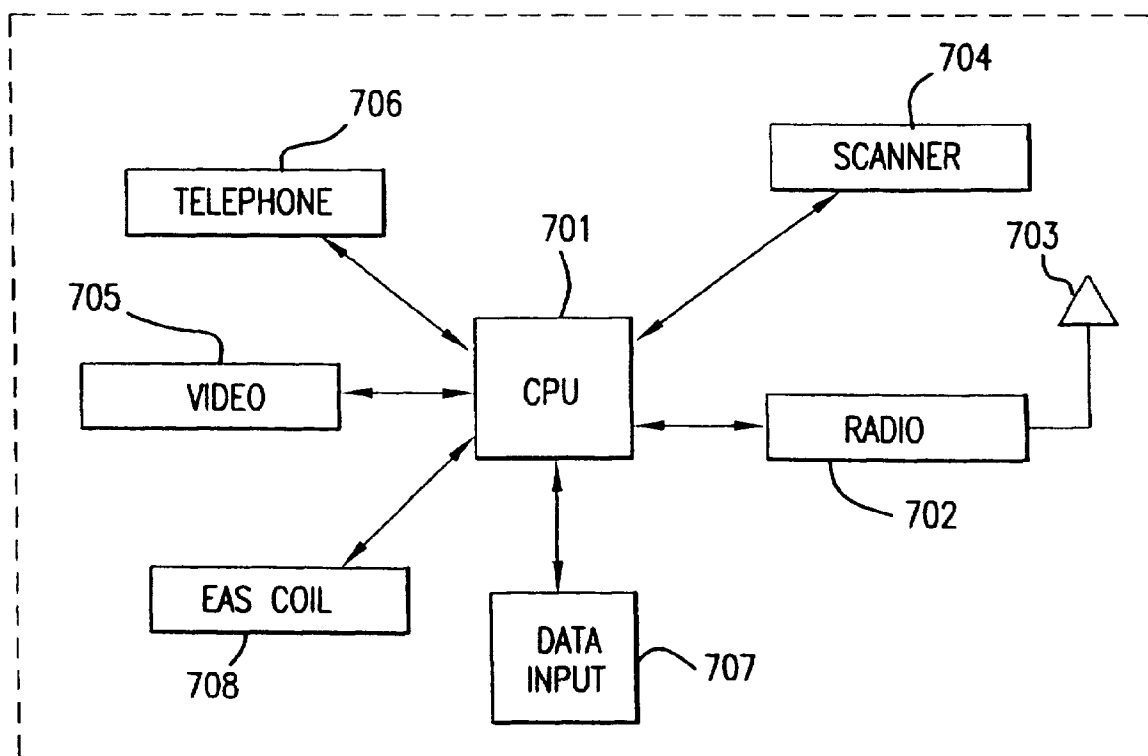 704
SCANNER
706
TELEPHONE
701
CPU
703
705
VIDEO
RADIO
702
EAS COIL
708
DATA
INPUT
707